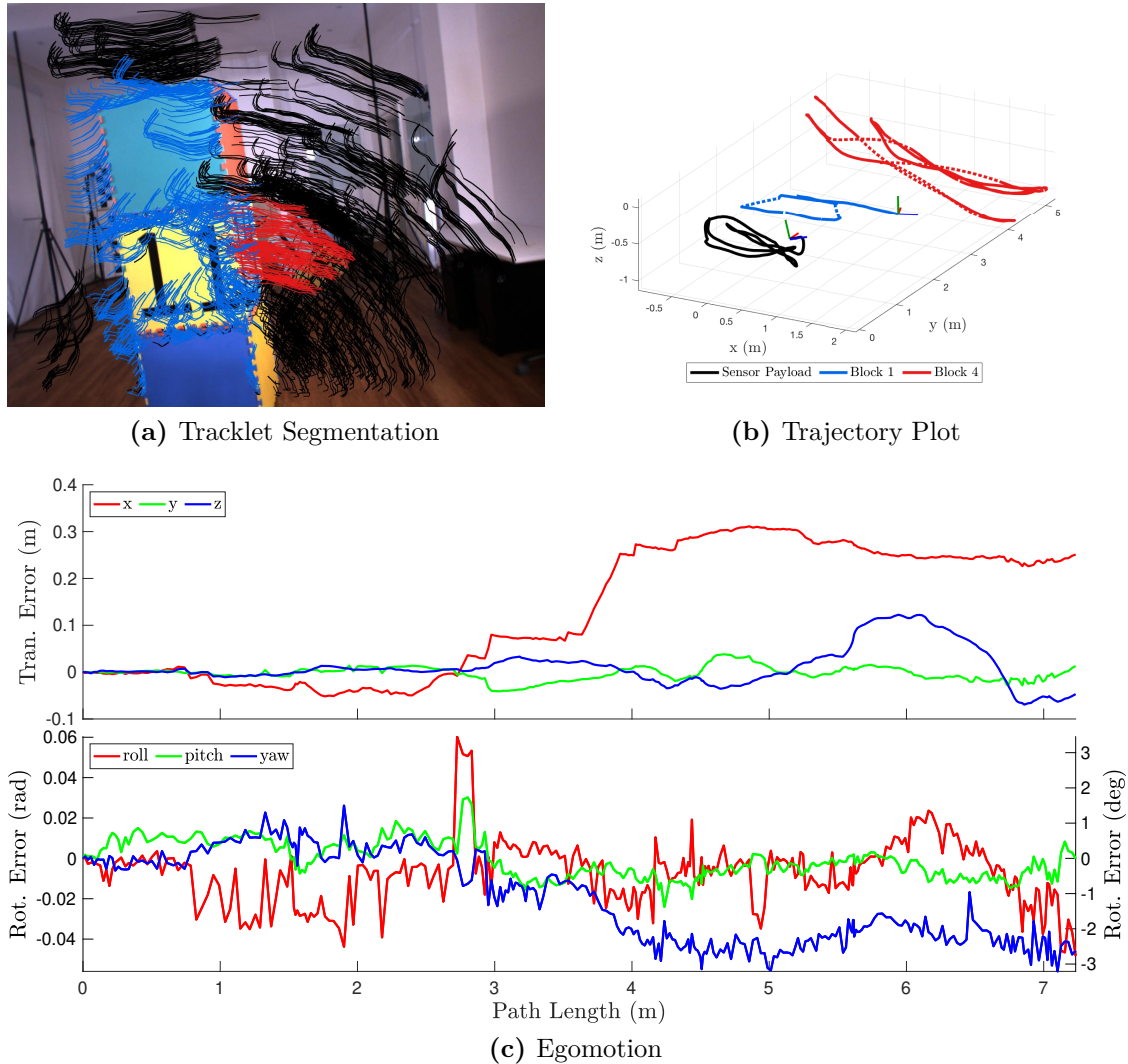 (a) Tracklet Segmentation
z (m)
0
-0.5
-1
-0.5
0
0.5
1
1.5
2
x (m)
0
1
2
3
4
5
y (m)
Sensor Payload Block 1 Block 4
(b) Trajectory Plot
Tran. Error (m)
0.4
0.3
0.2
0.1
0
-0.1
x y z
Rot. Error (rad)
0.06
0.04
0.02
0
-0.02
-0.04
roll pitch yaw
3
2
1
0
-1
-2
-3
Rot. Error (deg)
0 1 2 3 4 5 6 7
Path Length (m)
(c) Egomotion